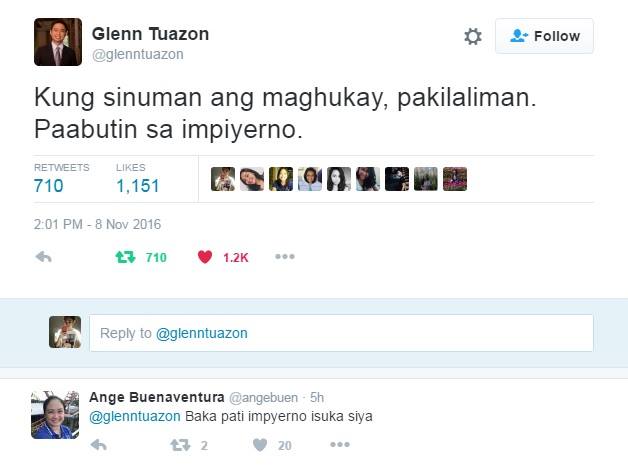 Glenn Tuazon
@glenntuazon
Follow
Kung sinuman ang maghukay, pakilaliman.
Paabutin sa impiyerno.
RETWEETS LIKES
710 1,151
2:01 PM - 8 Nov 2016
710 1.2K
Reply to @glenntuazon
Ange Buenaventura @angebuen · 5h
@glenntuazon Baka pati impyerno isuka siya
2 20